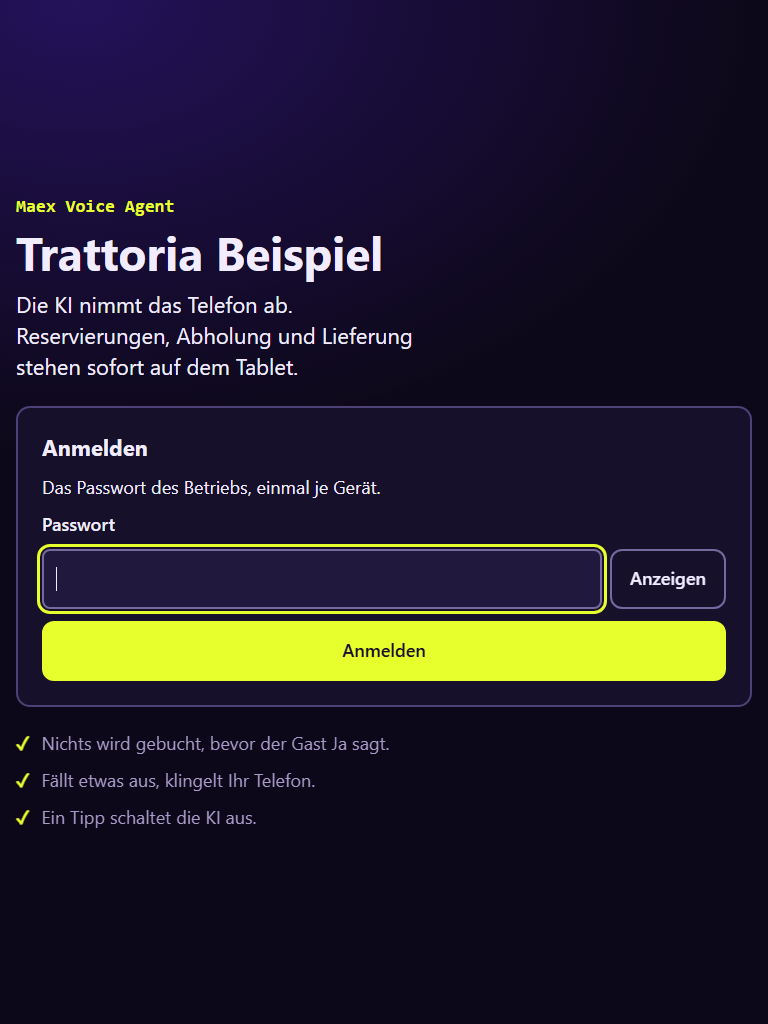 Maex Voice Agent
Trattoria Beispiel
Die KI nimmt das Telefon ab.
Reservierungen, Abholung und Lieferung
stehen sofort auf dem Tablet.
Anmelden
Das Passwort des Betriebs, einmal je Gerät.
Passwort
Anzeigen
Anmelden
✓ Nichts wird gebucht, bevor der Gast Ja sagt.
✓ Fällt etwas aus, klingelt Ihr Telefon.
✓ Ein Tipp schaltet die KI aus.